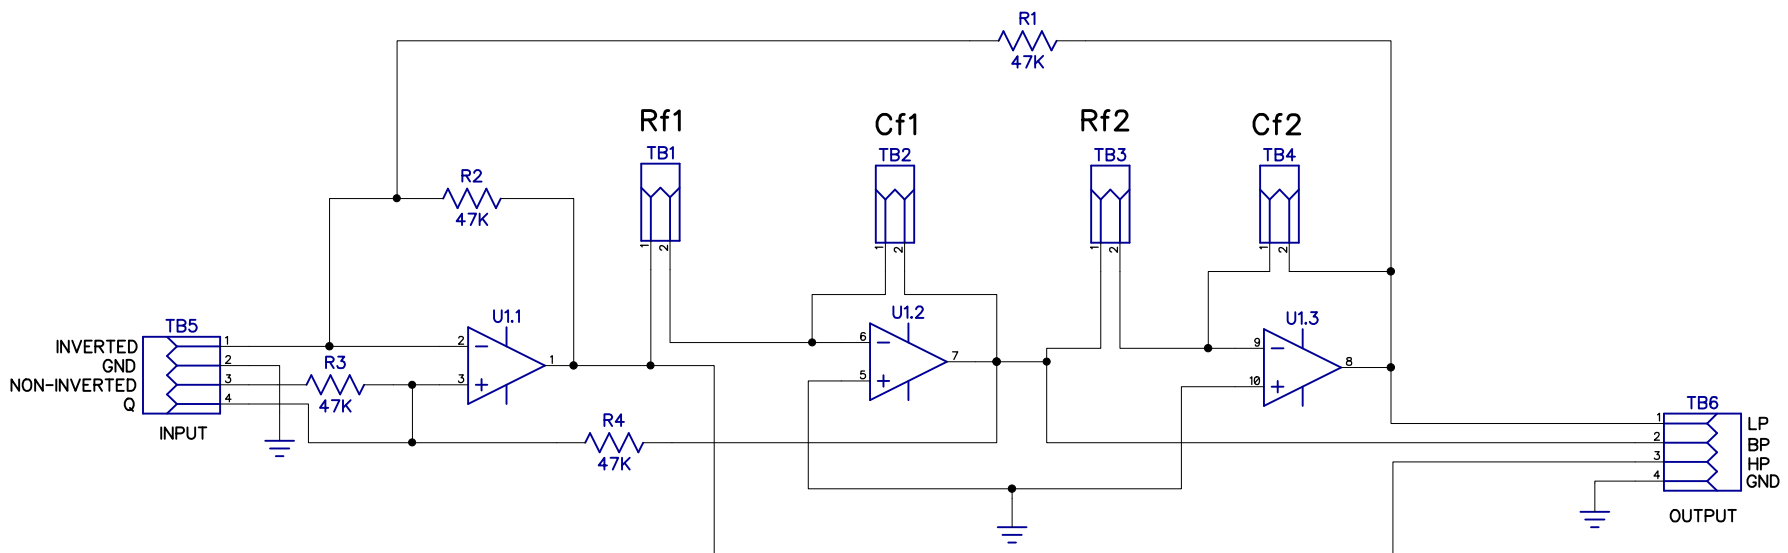 R1
47K
Rf1
Cf1
Rf2
Cf2
TB1
TB2
TB3
TB4
R2
47K
1
2
1
2
1
2
1
2
TB5
U1.1
U1.2
U1.3
INVERTED
1
2
1
6
7
9
8
GND
2
NON-INVERTED
3
R3
47K
3
5
10
Q
4
INPUT
R4
47K
TB6
1
LP
2
BP
3
HP
4
GND
OUTPUT